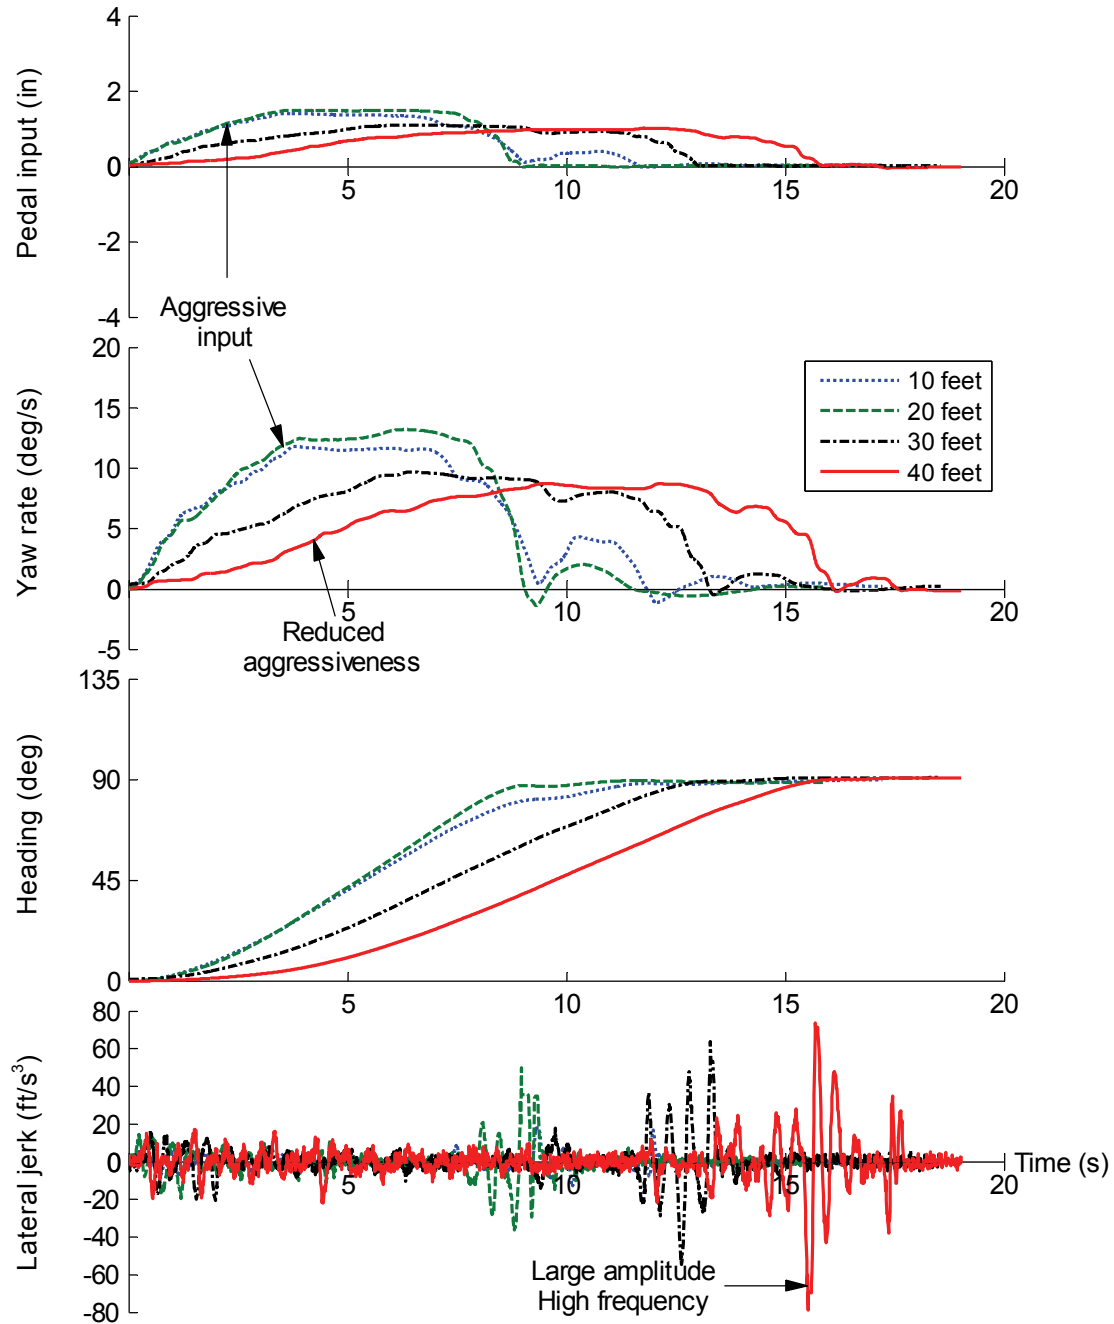 Pedal input (in)
4
2
0
-2
-4
5
10
15
20
Aggressive
input
Yaw rate (deg/s)
20
15
10
5
0
-5
5
10
15
20
10 feet
20 feet
30 feet
40 feet
Reduced
aggressiveness
Heading (deg)
135
90
45
0
5
10
15
20
Lateral jerk (ft/s³)
80
60
40
20
0
-20
-40
-60
-80
5
10
15
20
Time (s)
Large amplitude
High frequency